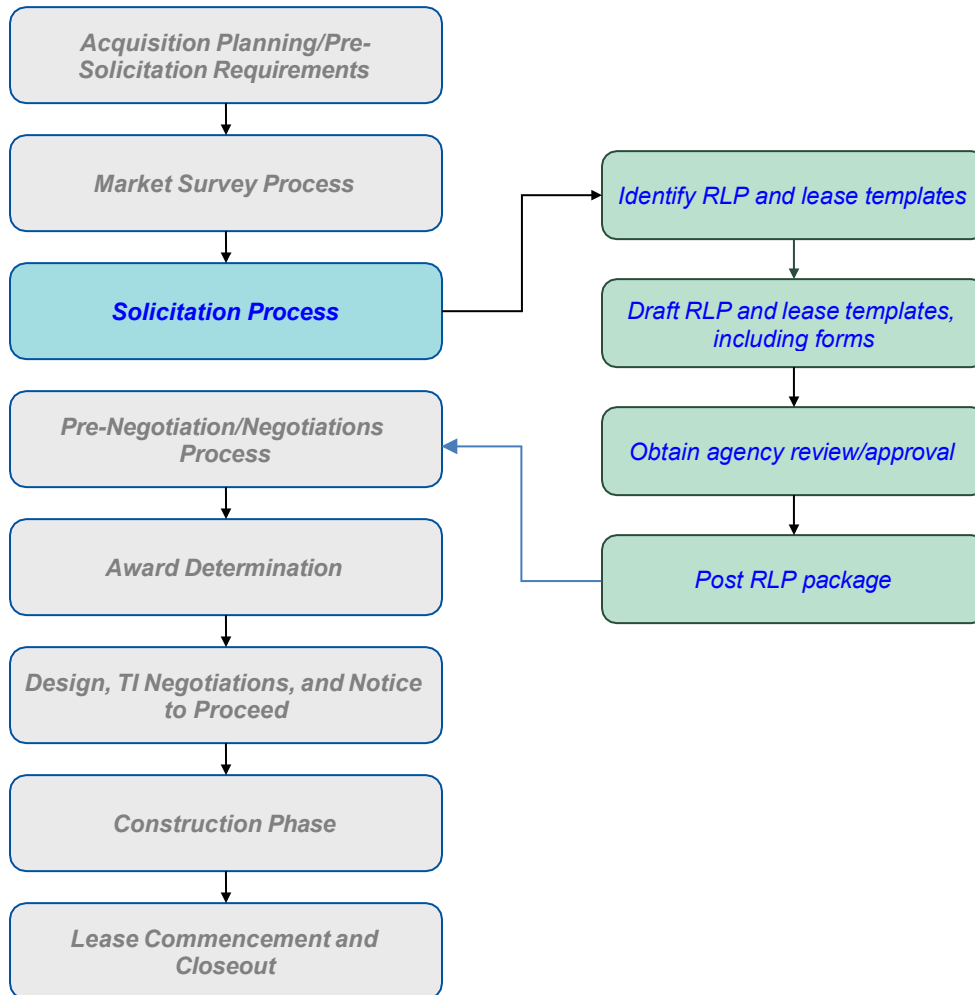 Acquisition Planning/Pre-
Solicitation Requirements
Market Survey Process
Solicitation Process
Identify RLP and lease templates
Draft RLP and lease templates,
including forms
Obtain agency review/approval
Post RLP package
Pre-Negotiation/Negotiations
Process
Award Determination
Design, TI Negotiations, and Notice
to Proceed
Construction Phase
Lease Commencement and
Closeout